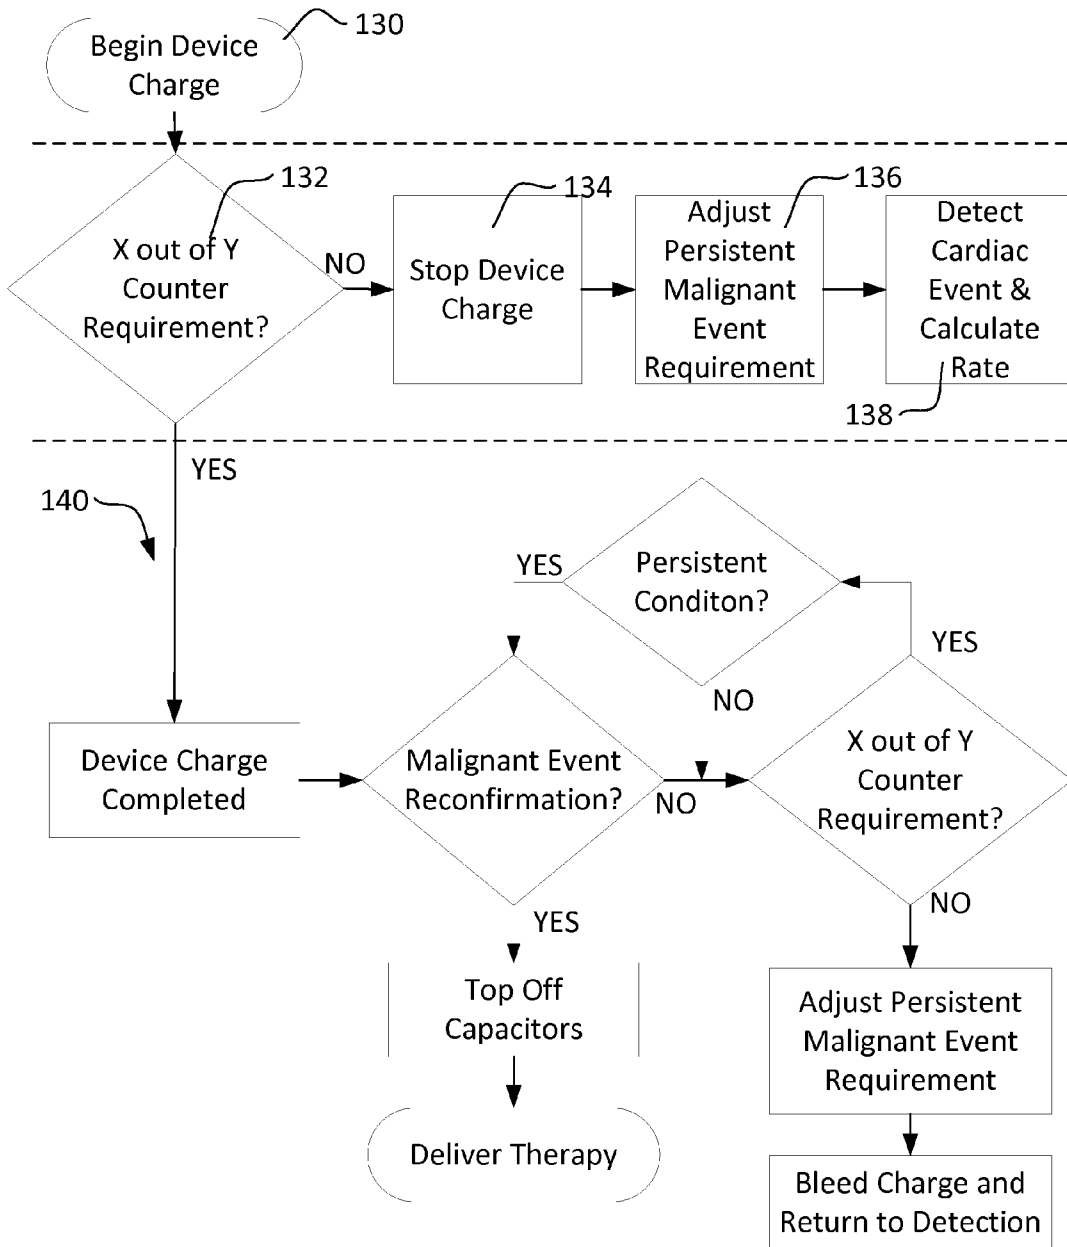 Begin Device
Charge
130
132
X out of Y
Counter
Requirement?
NO
YES
134
Stop Device
Charge
136
Adjust
Persistent
Malignant
Event
Requirement
Detect
Cardiac
Event &
Calculate
Rate
138
140
YES
Persistent
Conditon?
NO
YES
Device Charge
Completed
Malignant Event
Reconfirmation?
NO
YES
X out of Y
Counter
Requirement?
NO
Top Off
Capacitors
Deliver Therapy
Adjust Persistent
Malignant Event
Requirement
Bleed Charge and
Return to Detection